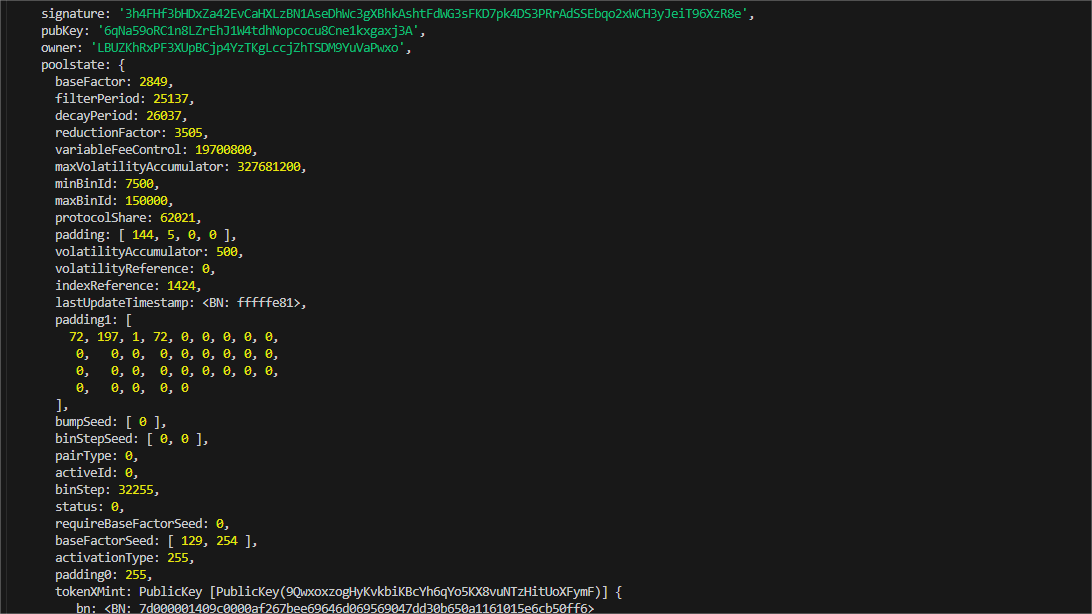 signature: '3h4FHf3bHDxZa42EvCaHXLzBN1AseDhWc3gXBhkAshtFdWG3sFKD7pk4DS3PRrAdSSEbqo2xWCH3yJeiT96XzR8e',
pubKey: '6qNa59oRC1n8LZrEhJ1W4tdhNopcocu8Cne1kxgaxj3A',
owner: 'LBUZKhRxPF3XUpBCjp4YzTKgLccjZhTSDM9YuVaPwxo',
poolstate: {
baseFactor: 2849,
filterPeriod: 25137,
decayPeriod: 26037,
reductionFactor: 3505,
variableFeeControl: 19700800,
maxVolatilityAccumulator: 327681200,
minBinId: 7500,
maxBinId: 150000,
protocolShare: 62021,
padding: [ 144, 5, 0, 0 ],
volatilityAccumulator: 500,
volatilityReference: 0,
indexReference: 1424,
lastUpdateTimestamp: <BN: fffffe81>,
padding1: [
72, 197, 1, 72, 0, 0, 0, 0, 0,
0, 0, 0, 0, 0, 0, 0, 0, 0,
0, 0, 0, 0, 0, 0, 0, 0, 0,
0, 0, 0, 0, 0
],
bumpSeed: [ 0 ],
binStepSeed: [ 0, 0 ],
pairType: 0,
activeId: 0,
binStep: 32255,
status: 0,
requireBaseFactorSeed: 0,
baseFactorSeed: [ 129, 254 ],
activationType: 255,
padding0: 255,
tokenXMint: PublicKey [PublicKey(9QwxoxzogHyKvkbiKBcYh6qYo5KX8vuNTzHitUoXFymF)] {
bn: <BN: 7d000001409c0000af267bee69646d069569047dd30b650a1161015e6cb50ff6>